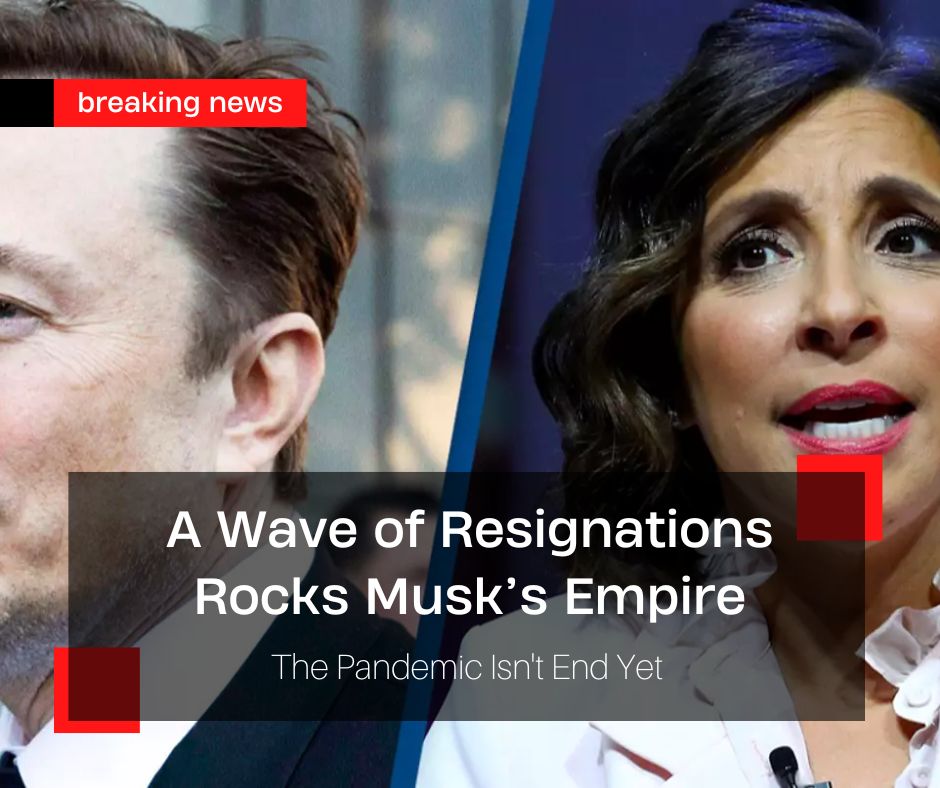 breaking news
A Wave of Resignations
Rocks Musk’s Empire
The Pandemic Isn't End Yet